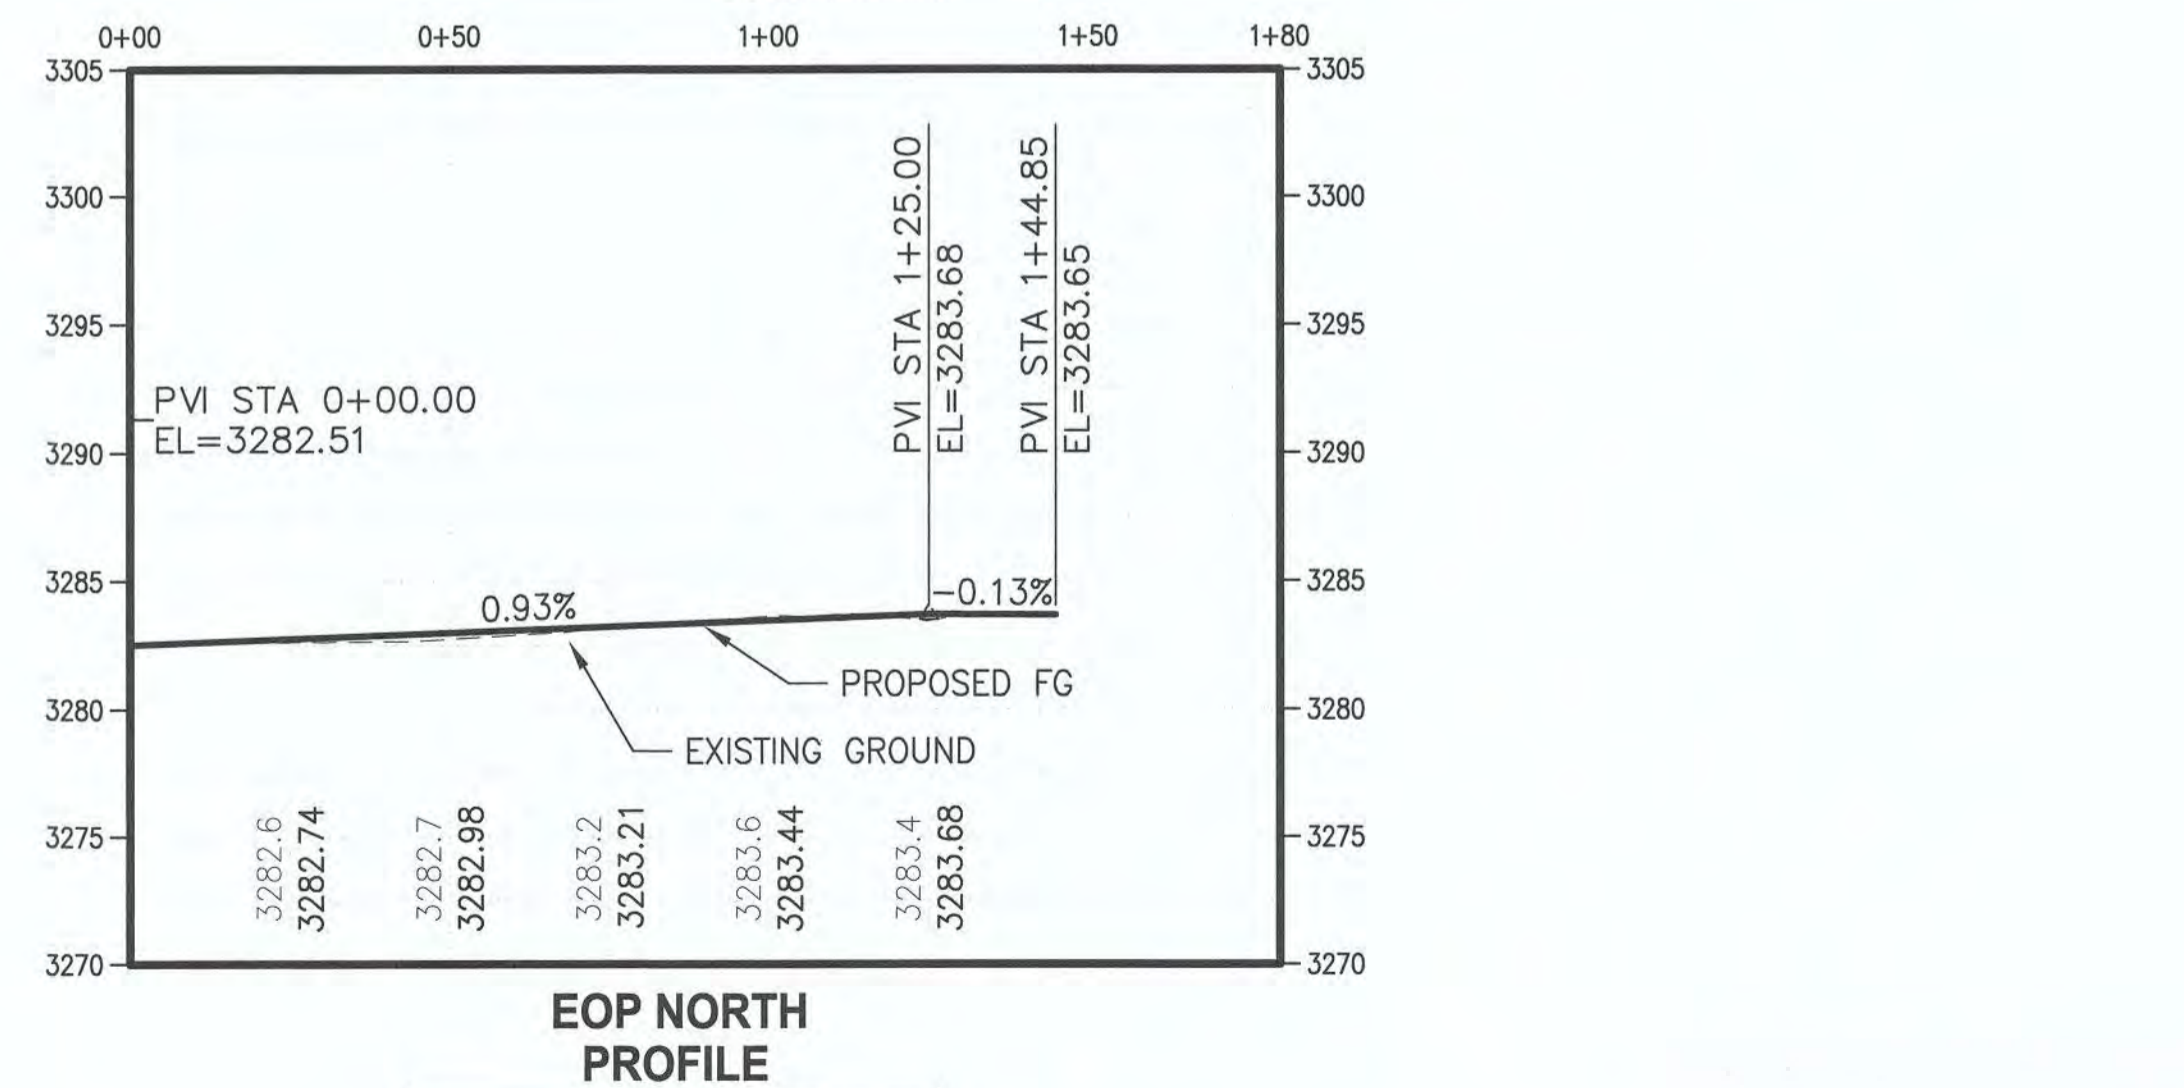 0+00 0+50 1+00 1+50 1+80
3305 3305
3300 3300
3295 3295
3290 3290
3285 3285
3280 3280
3275 3275
3270 3270
PVI STA 0+00.00
EL=3282.51
PVI STA 1+25.00
EL=3283.68
PVI STA 1+44.85
EL=3283.65
0.93%
-0.13%
PROPOSED FG
EXISTING GROUND
3282.6
3282.74
3282.7
3282.98
3283.2
3283.21
3283.6
3283.44
3283.4
3283.68
EOP NORTH
PROFILE